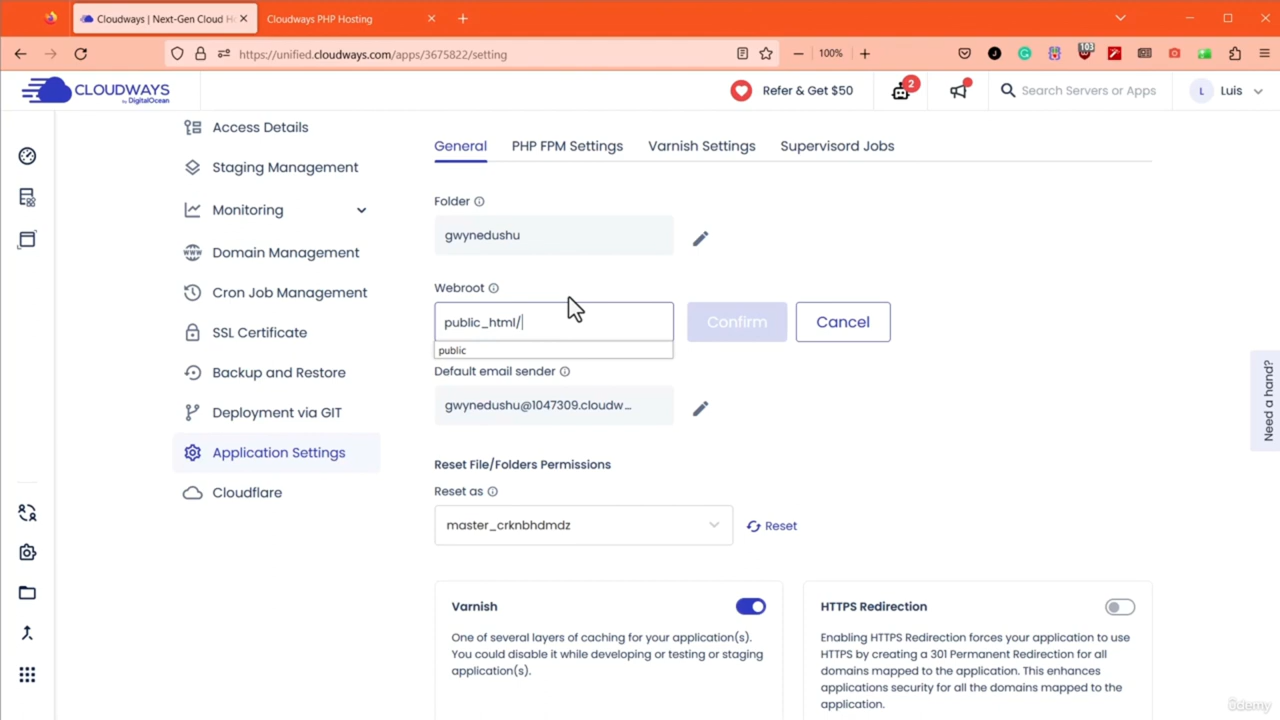 Cloudways | Next-Gen Cloud H
Cloudways PHP Hosting
https://unified.cloudways.com/apps/3675822/setting
100%
103
CLOUDWAYS
by DigitalOcean
Refer & Get $50
2
Search Servers or Apps
L
Luis
Access Details
Staging Management
Monitoring
Domain Management
Cron Job Management
SSL Certificate
Backup and Restore
Deployment via GIT
Application Settings
Cloudflare
General
PHP FPM Settings
Varnish Settings
Supervisord Jobs
Folder
gwynedushu
Webroot
public_html/
Confirm
Cancel
public
Default email sender
gwynedushu@1047309.cloudw...
Reset File/Folders Permissions
Reset as
master_crknbhdmdz
Reset
Varnish
One of several layers of caching for your application(s).
You could disable it while developing or testing or staging
application(s).
HTTPS Redirection
Enabling HTTPS Redirection forces your application to use
HTTPS by creating a 301 Permanent Redirection for all
domains mapped to the application. This enhances
applications security for all the domains mapped to the
application.
Need a hand?
WWW
J
G
ûdemy